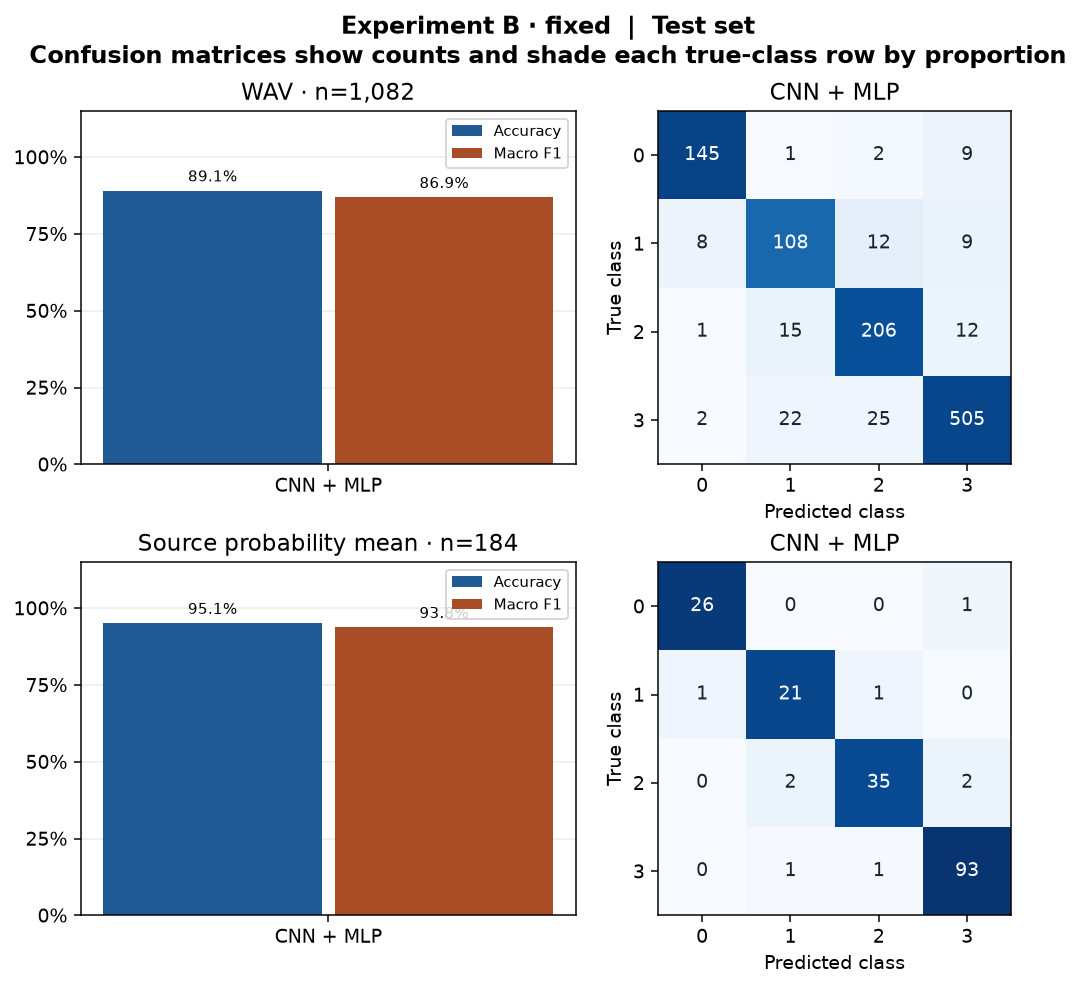 Experiment B · fixed | Test set
Confusion matrices show counts and shade each true-class row by proportion
WAV · n=1,082
100%
75%
50%
25%
0%
89.1%
86.9%
Accuracy
Macro F1
CNN + MLP
CNN + MLP
True class
0
1
2
3
145 1 2 9
8 108 12 9
1 15 206 12
2 22 25 505
0 1 2 3
Predicted class
Source probability mean · n=184
100%
75%
50%
25%
0%
95.1%
93.8%
Accuracy
Macro F1
CNN + MLP
CNN + MLP
True class
0
1
2
3
26 0 0 1
1 21 1 0
0 2 35 2
0 1 1 93
0 1 2 3
Predicted class